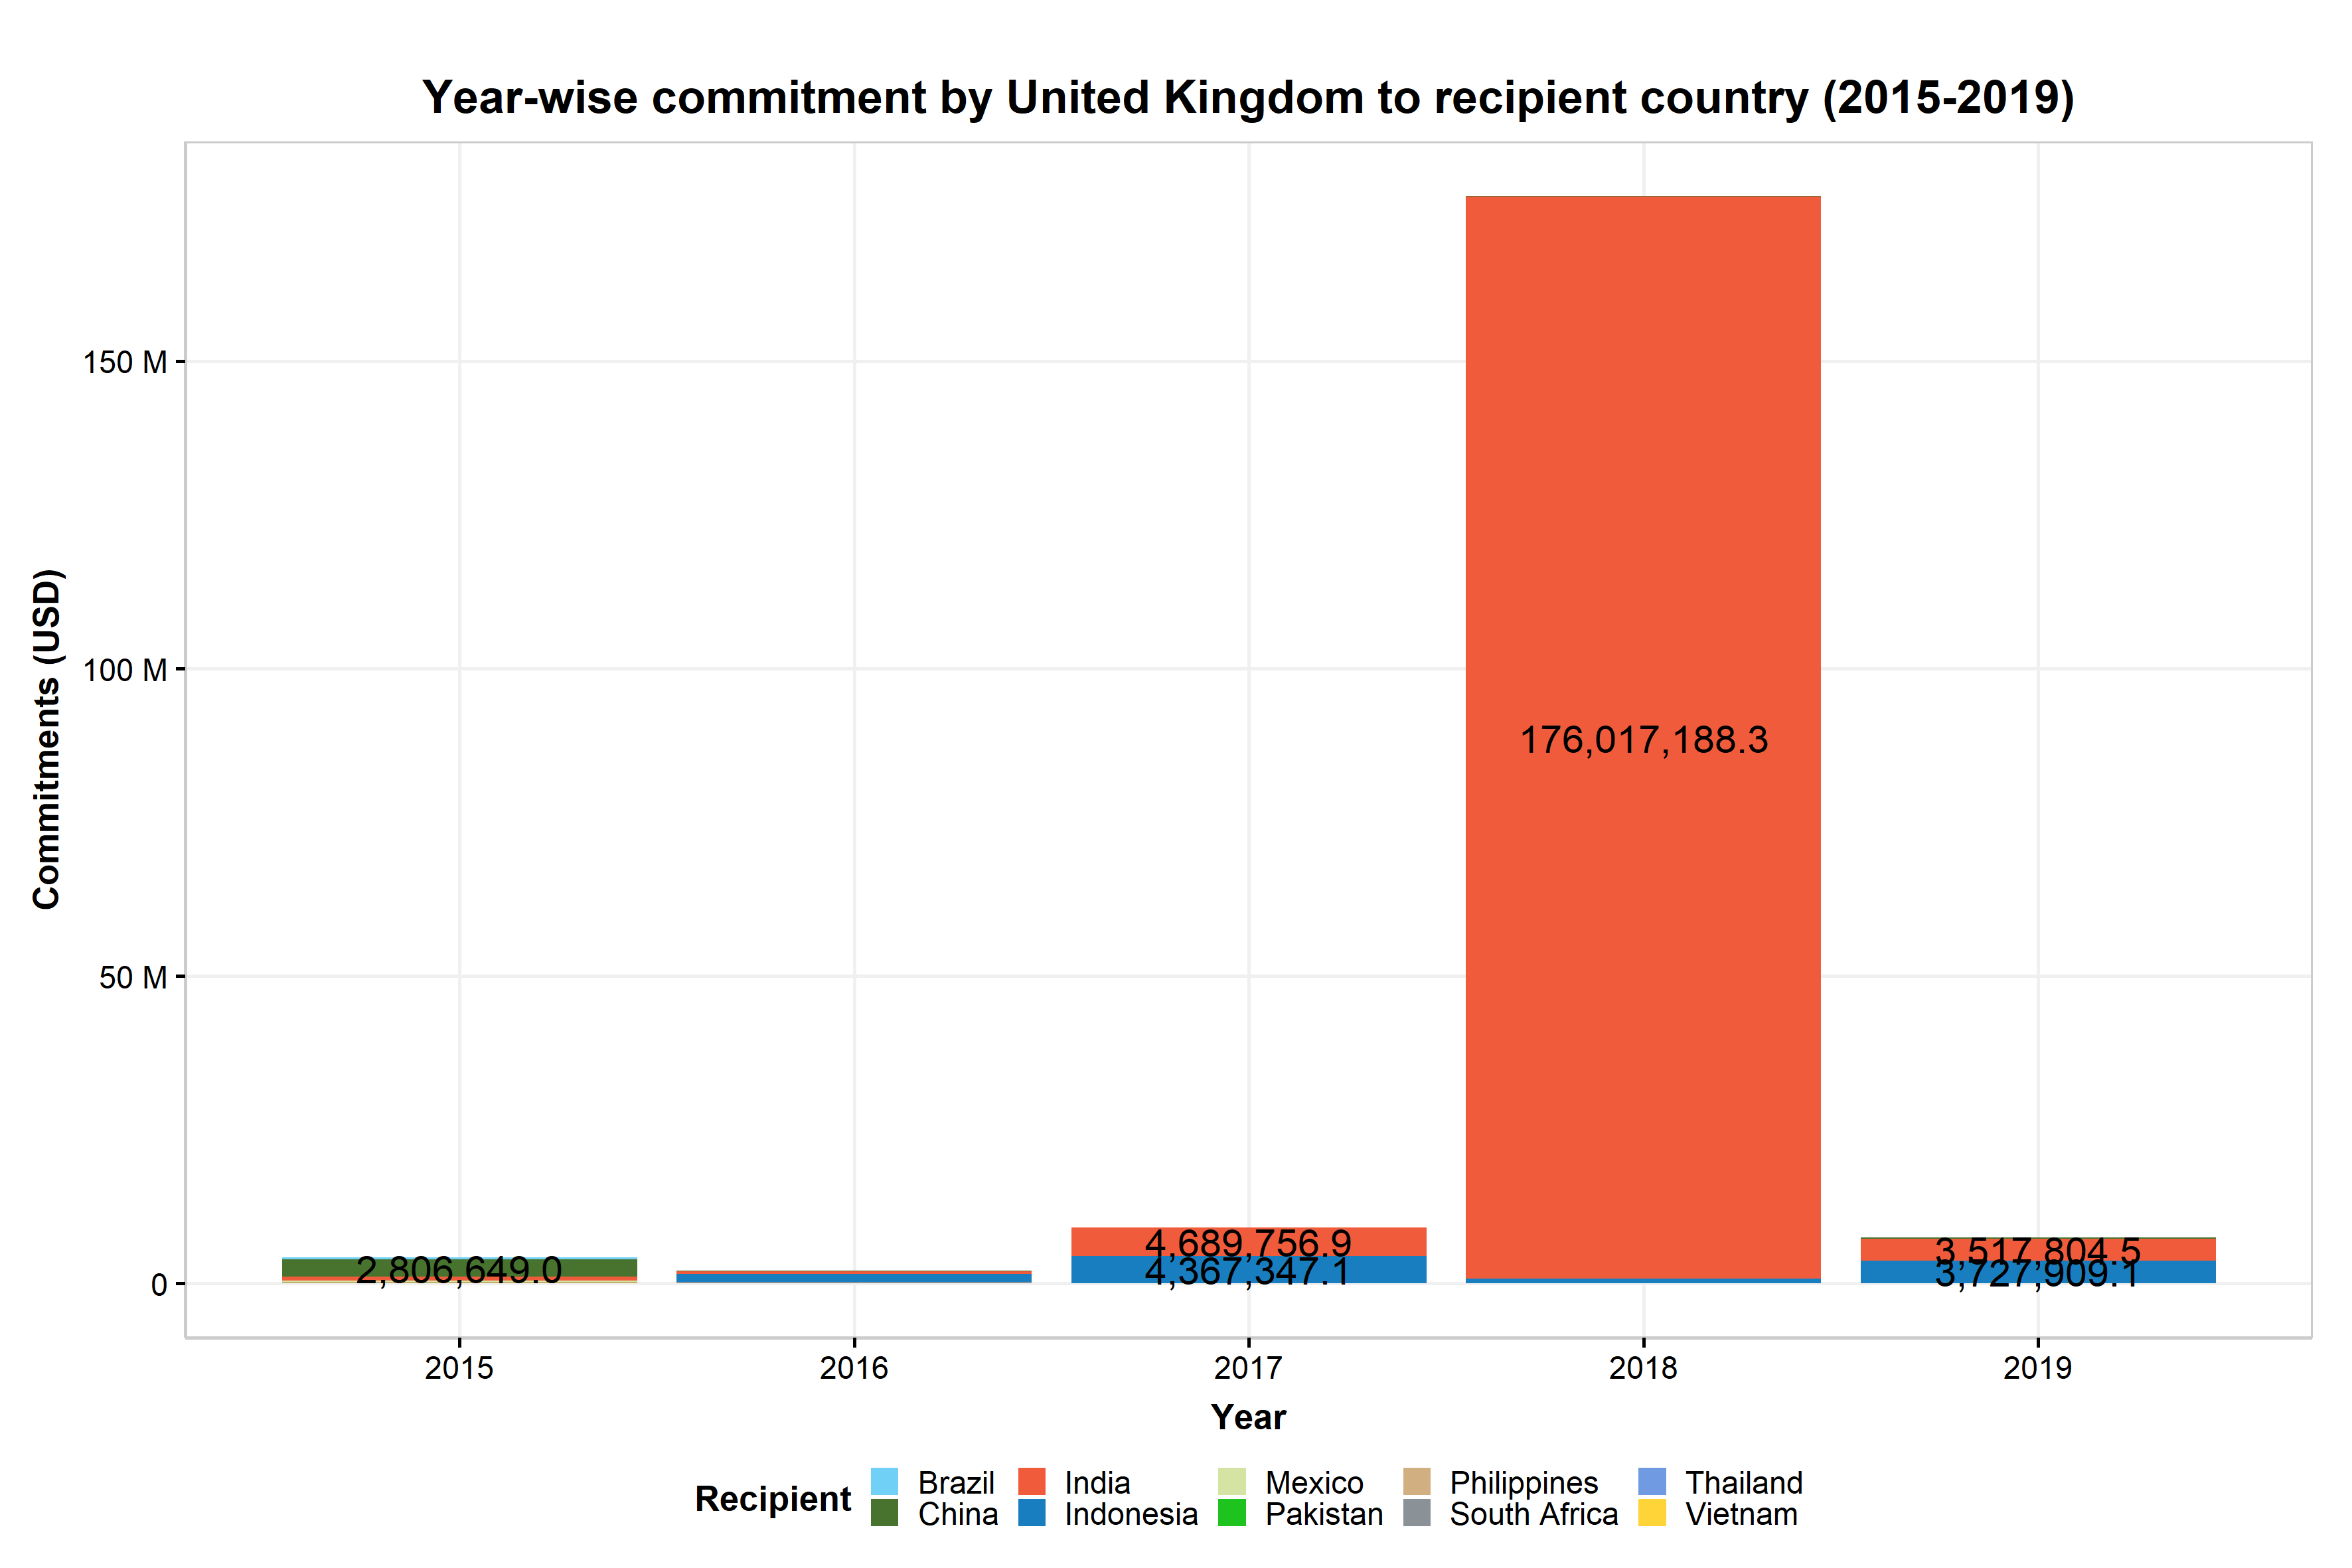 Year-wise commitment by United Kingdom to recipient country (2015-2019)
Commitments (USD)
150 M
100 M
50 M
0
176,017,188.3
2,806,649.0
4,689,756.9
4,367,347.1
3,517,804.5
3,727,909.1
2015
2016
2017
2018
2019
Year
Recipient
Brazil
India
Mexico
Philippines
Thailand
China
Indonesia
Pakistan
South Africa
Vietnam